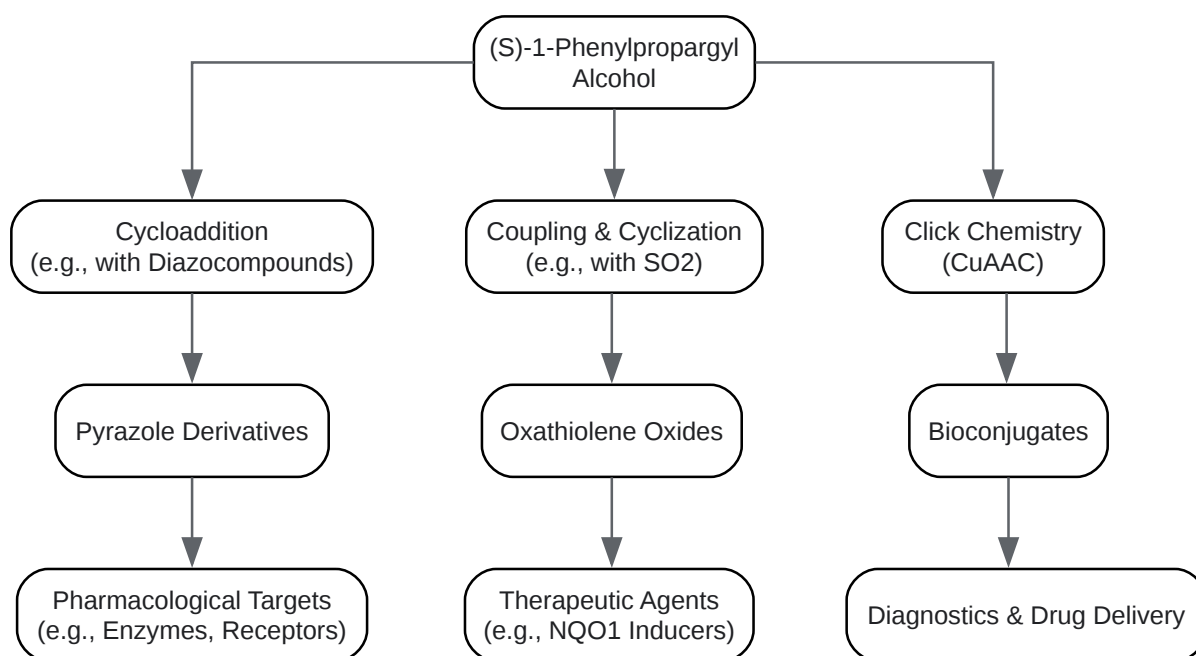 (S)-1-Phenylpropargyl
Alcohol
Cycloaddition
(e.g., with Diazocompounds)
Coupling & Cyclization
(e.g., with SO2)
Click Chemistry
(CuAAC)
Pyrazole Derivatives
Oxathiolene Oxides
Bioconjugates
Pharmacological Targets
(e.g., Enzymes, Receptors)
Therapeutic Agents
(e.g., NQO1 Inducers)
Diagnostics & Drug Delivery